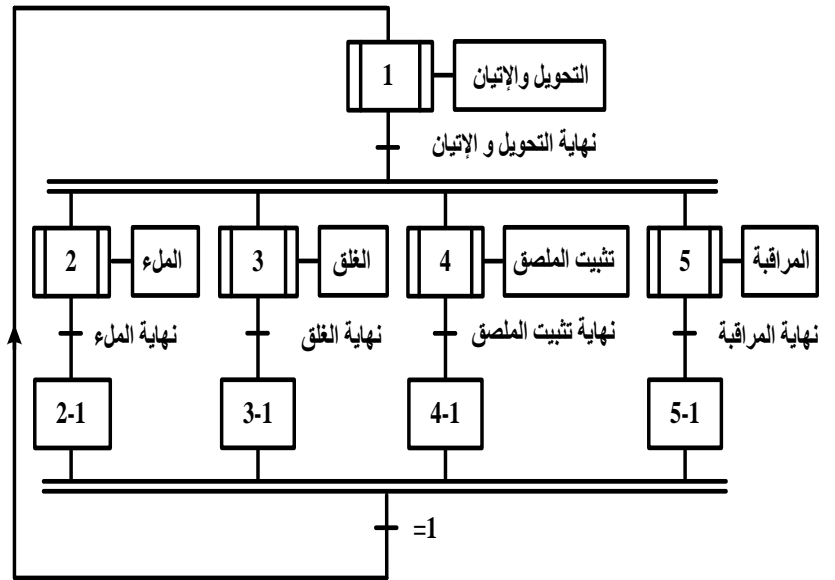 1
التحويل والإتيان
نهاية التحويل و الإتيان
2
الملء
3
الغلق
4
تثبيت الملصق
5
المراقبة
نهاية الملء
نهاية الغلق
نهاية تثبيت الملصق
نهاية المراقبة
2-1
3-1
4-1
5-1
=1